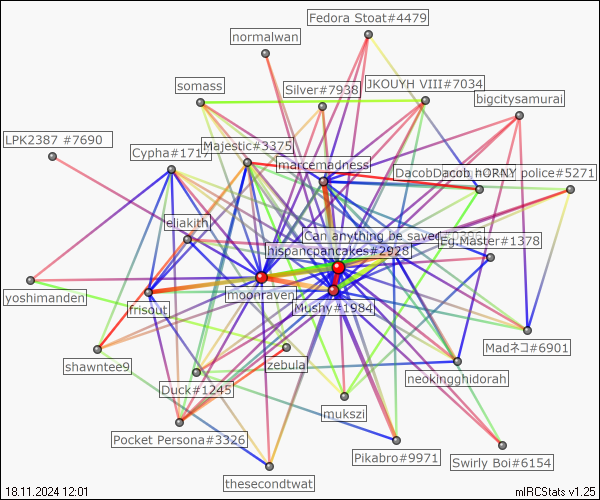 Fedora Stoat#4479
normalwan
somass
Silver#7938
JKOUYH VIII#7034
bigcitysamurai
LPK2387 #7690
Cypha#1717
Majestic#3375
marcemadness
DacobDacob
hORNY police#5271
eliakith
Can anything be saved
Eg.Master#1378
hispancpancakes#2928
yoshimanden
moonraven
frisout
Mushy#1984
Madネコ#6901
shawntee9
zebula
neokingghidorah
Duck#1245
mukszi
Pocket Persona#3326
Pikabro#9971
Swirly Boi#6154
thesecondtwat
18.11.2024 12:01
mIRCStats v1.25